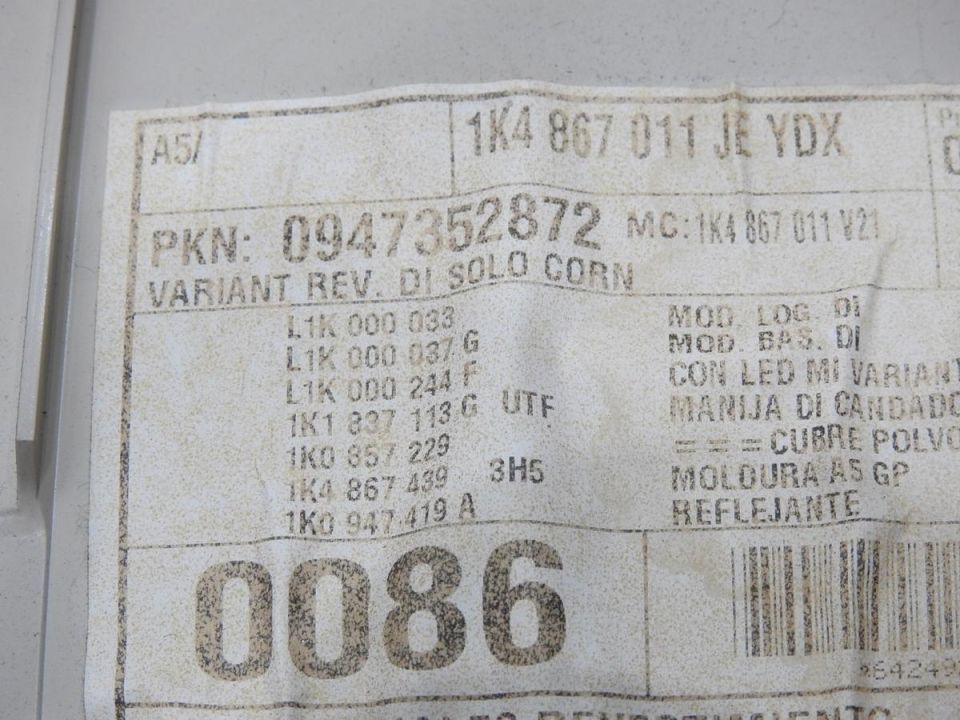 A5/
1K4 867 011 JE YDX
PKN: 0947352872 MC: 1K4 867 011 V21
VARIANT REV. DI SOLO CORN
L1K 000 033 MOD. LOG. DI
L1K 000 037 G MOD. BAS. DI
L1K 000 244 F CON LED MI VARIANT
1K1 837 113 G UTF MANIJA DI CANDADO
1K0 867 229 ===CUBRE POLVO
1K4 867 439 3H5 MOLDURA A5 GP
1K0 947 419 A REFLEJANTE
0086